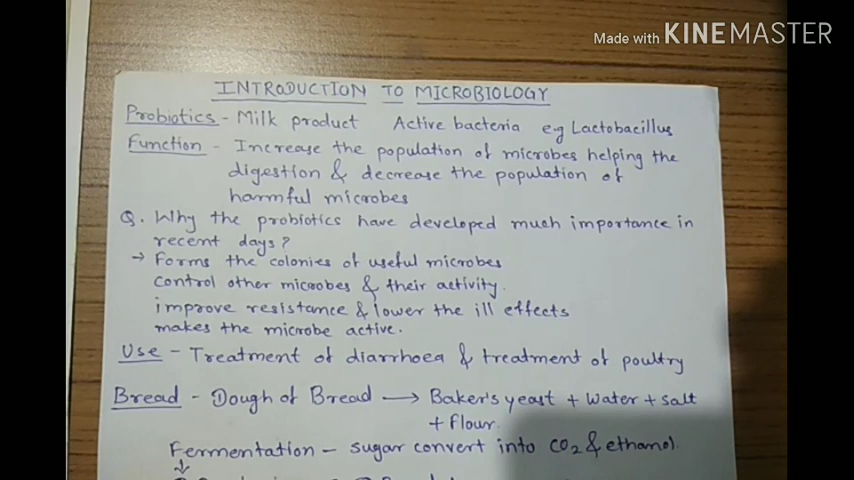 Made with KINEMASTER
INTRODUCTION TO MICROBIOLOGY
Probiotics - Milk product Active bacteria e.g Lactobacillus
Function - Increase the population of microbes helping the
digestion & decrease the population of
harmful microbes
Q. Why the probiotics have developed much importance in
recent days?
→ Forms the colonies of useful microbes
control other microbes & their activity.
improve resistance & lower the ill effects
makes the microbe active.
Use - Treatment of diarrhoea & treatment of poultry
Bread - Dough of Bread → Baker's yeast + water + salt
+ flour.
Fermentation - sugar convert into CO2 & ethanol.